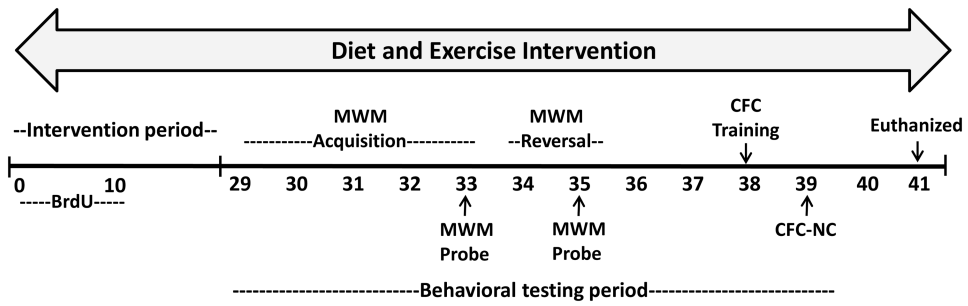 Diet and Exercise Intervention
MWM
MWM
CFC
--Intervention period--
-----------Acquisition-----------
--Reversal---
Training
Euthanized
0 10 29 30 31 32 33 34 35 36 37 38 39 40 41
-----BrdU-----
MWM
Probe
MWM
Probe
CFC-NC
----------------------Behavioral testing period----------------------